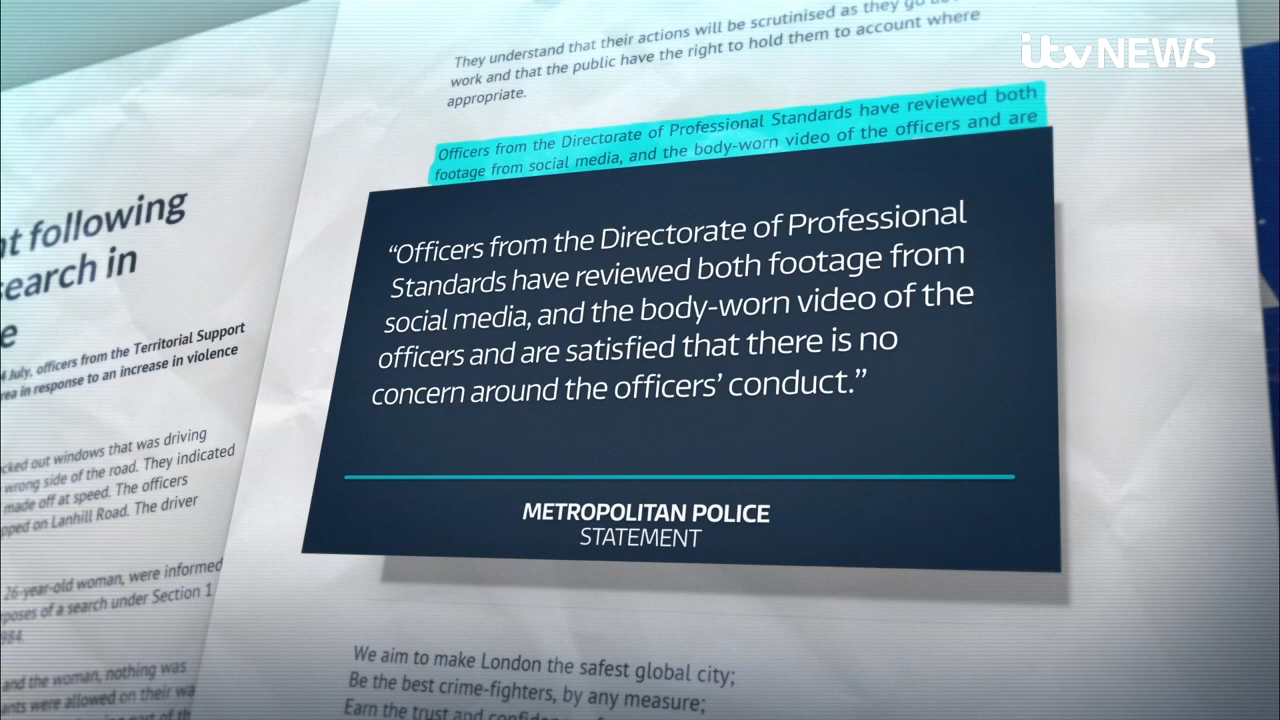 itv NEWS
They understand that their actions will be scrutinised as they go
work and that the public have the right to hold them to account where
appropriate.
Officers from the Directorate of Professional Standards have reviewed both
footage from social media, and the body-worn video of the officers and are
“Officers from the Directorate of Professional
Standards have reviewed both footage from
social media, and the body-worn video of the
officers and are satisfied that there is no
concern around the officers’ conduct.”
METROPOLITAN POLICE
STATEMENT
We aim to make London the safest global city;
Be the best crime-fighters, by any measure;
Earn the trust and
following
search in
July, officers from the Territorial Support
in response to an increase in violence
out windows that was driving
wrong side of the road. They indicated
made off at speed. The officers
on Lanhill Road. The driver
26-year-old woman, were informed
of a search under Section 1
984.
and the woman, nothing was
were allowed on their